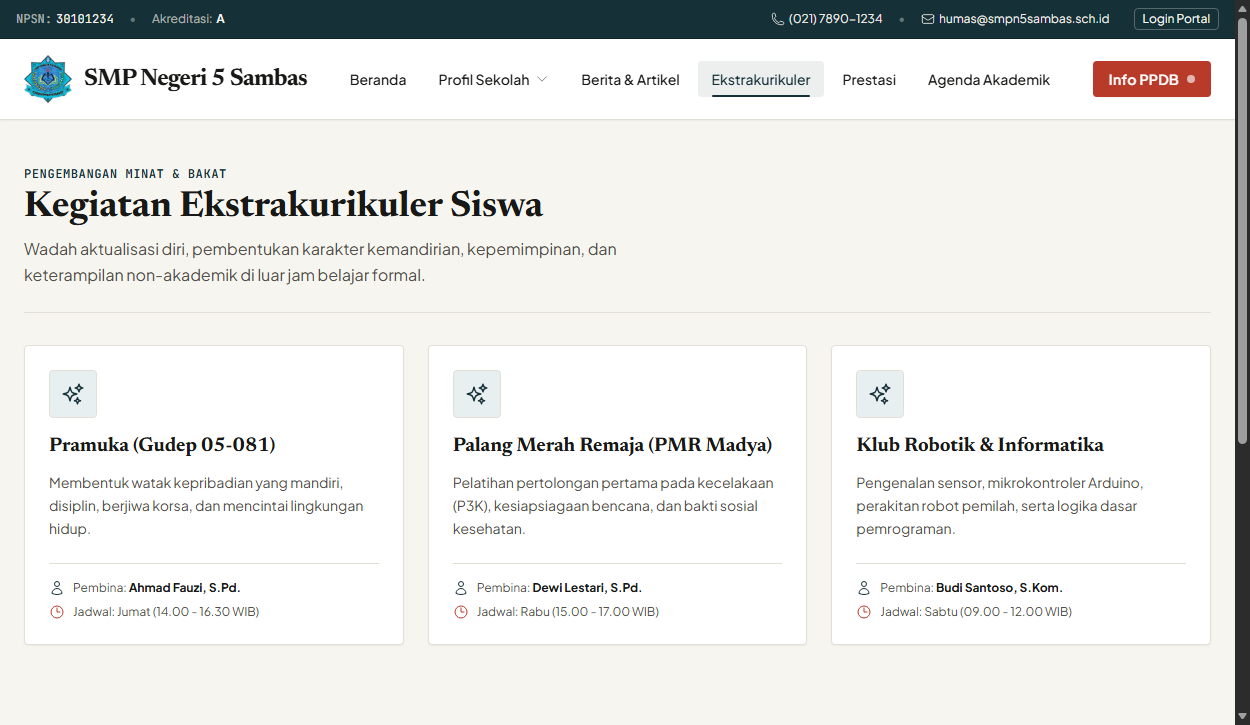 NPSN: 30101234 • Akreditasi: A
(021) 7890-1234 • humas@smpn5sambas.sch.id
Login Portal
SMP Negeri 5 Sambas
Beranda
Profil Sekolah
Berita & Artikel
Ekstrakurikuler
Prestasi
Agenda Akademik
Info PPDB
PENGEMBANGAN MINAT & BAKAT
Kegiatan Ekstrakurikuler Siswa
Wadah aktualisasi diri, pembentukan karakter kemandirian, kepemimpinan, dan
keterampilan non-akademik di luar jam belajar formal.
Pramuka (Gudep 05-081)
Membentuk watak kepribadian yang mandiri,
disiplin, berjiwa korsa, dan mencintai lingkungan
hidup.
Pembina: Ahmad Fauzi, S.Pd.
Jadwal: Jumat (14.00 - 16.30 WIB)
Palang Merah Remaja (PMR Madya)
Pelatihan pertolongan pertama pada kecelakaan
(P3K), kesiapsiagaan bencana, dan bakti sosial
kesehatan.
Pembina: Dewi Lestari, S.Pd.
Jadwal: Rabu (15.00 - 17.00 WIB)
Klub Robotik & Informatika
Pengenalan sensor, mikrokontroler Arduino,
perakitan robot pemilah, serta logika dasar
pemrograman.
Pembina: Budi Santoso, S.Kom.
Jadwal: Sabtu (09.00 - 12.00 WIB)